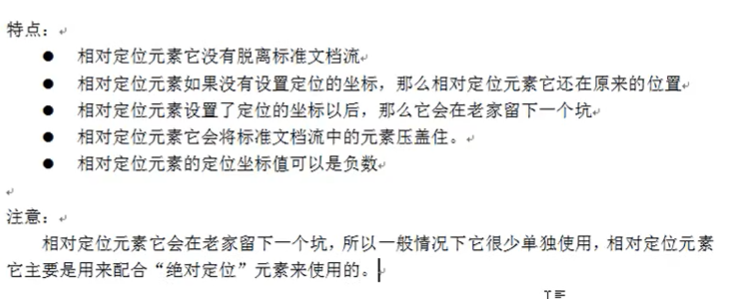 特点：
● 相对定位元素它没有脱离标准文档流
● 相对定位元素如果没有设置定位的坐标，那么相对定位元素它还在原来的位置
● 相对定位元素设置了定位的坐标以后，那么它会在老家留下一个坑
● 相对定位元素它会将标准文档流中的元素压盖住。
● 相对定位元素的定位坐标值可以是负数
注意：
相对定位元素它会在老家留下一个坑，所以一般情况下它很少单独使用，相对定位元素
它主要是用来配合“绝对定位”元素来使用的。